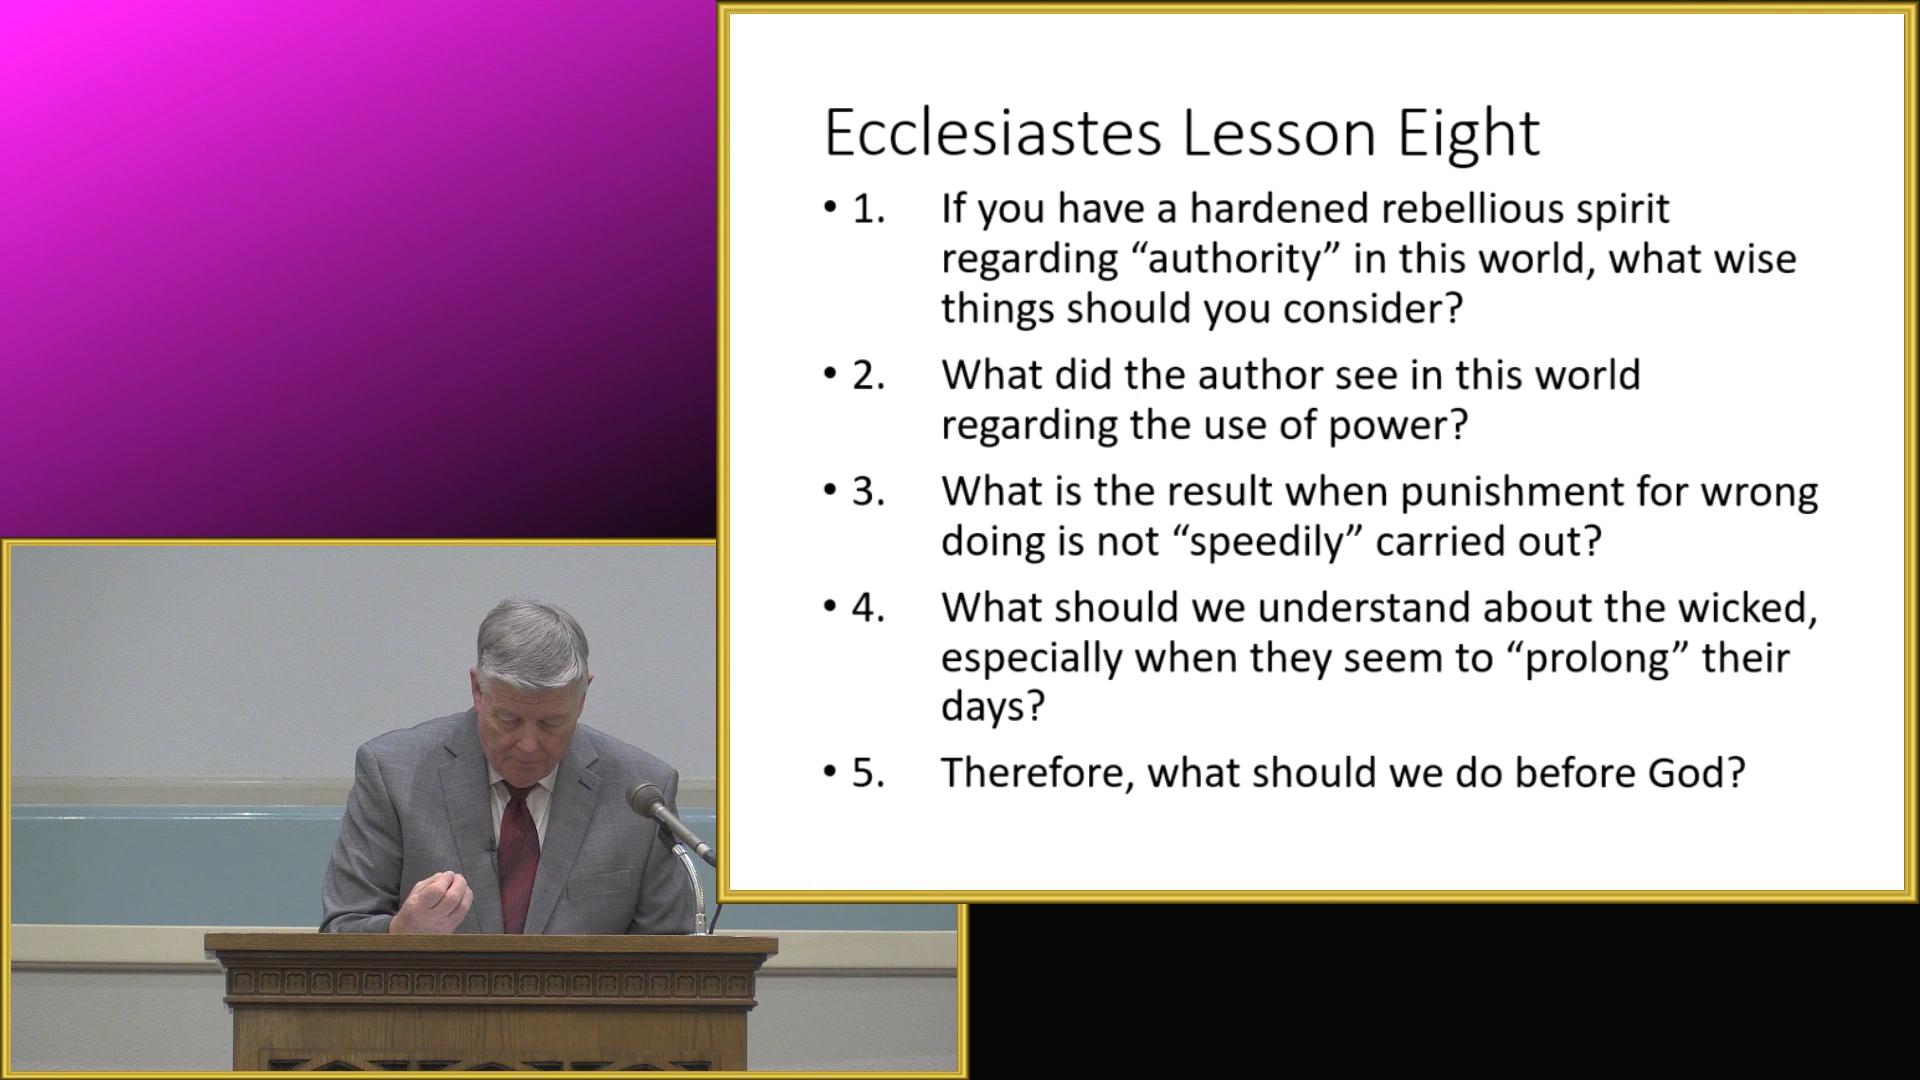 Ecclesiastes Lesson Eight
• 1. If you have a hardened rebellious spirit
regarding “authority” in this world, what wise
things should you consider?
• 2. What did the author see in this world
regarding the use of power?
• 3. What is the result when punishment for wrong
doing is not “speedily” carried out?
• 4. What should we understand about the wicked,
especially when they seem to “prolong” their
days?
• 5. Therefore, what should we do before God?